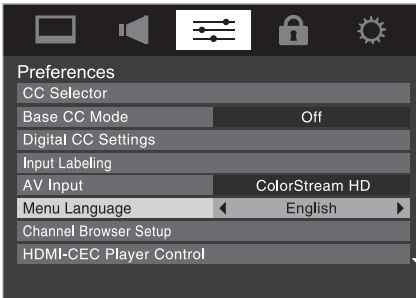 Preferences
CC Selector
Base CC Mode Off
Digital CC Settings
Input Labeling
AV Input ColorStream HD
Menu Language English
Channel Browser Setup
HDMI-CEC Player Control